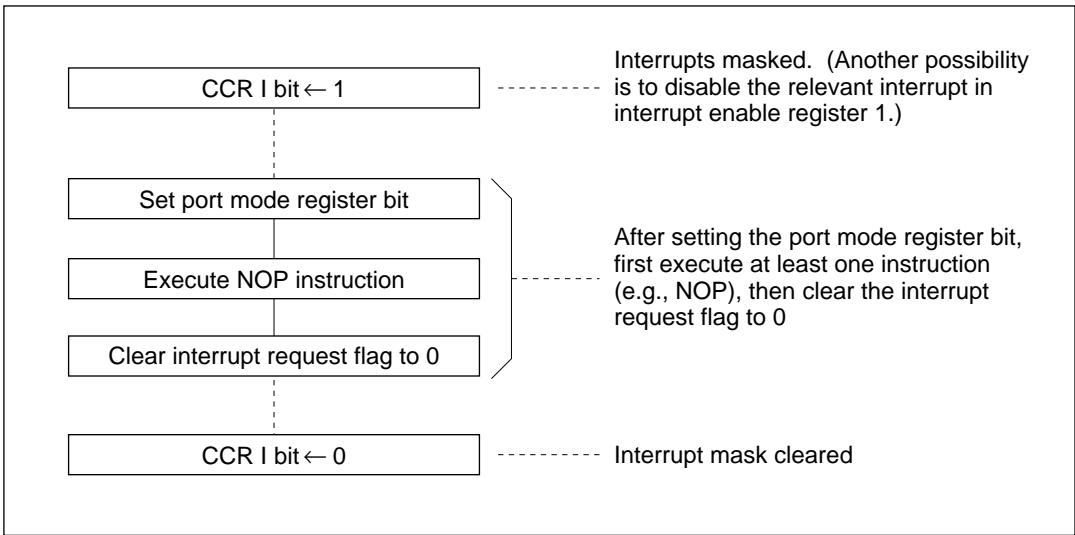 CCR I bit ← 1
Interrupts masked. (Another possibility
is to disable the relevant interrupt in
interrupt enable register 1.)
Set port mode register bit
Execute NOP instruction
Clear interrupt request flag to 0
After setting the port mode register bit,
first execute at least one instruction
(e.g., NOP), then clear the interrupt
request flag to 0
CCR I bit ← 0
Interrupt mask cleared